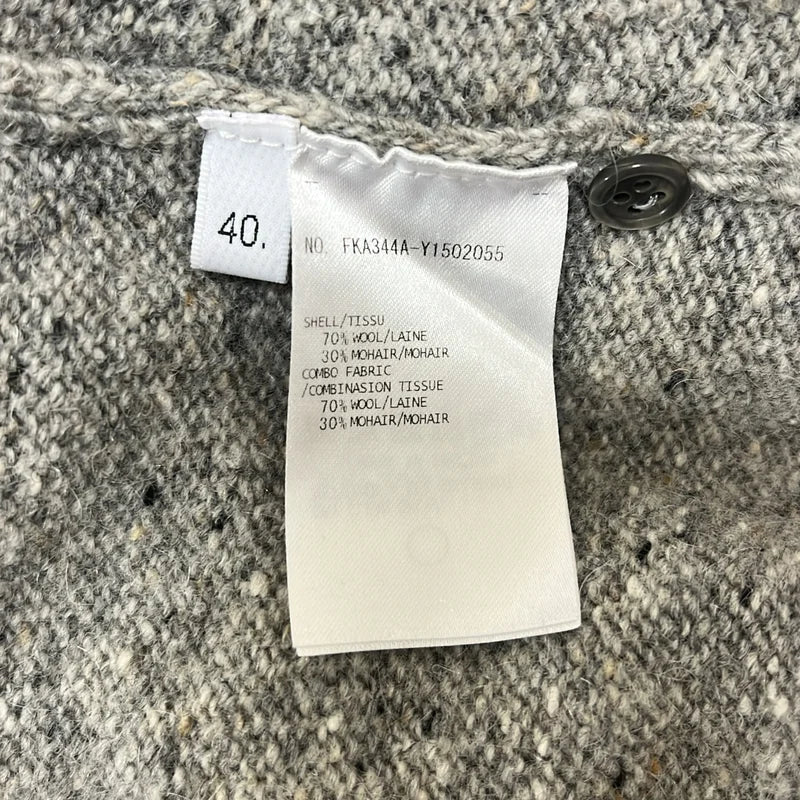 40.
NO. FKA344A-Y1502055
SHELL/TISSU
70% WOOL/LAINE
30% MOHAIR/MOHAIR
COMBO FABRIC
/COMBINASION TISSUE
70% WOOL/LAINE
30% MOHAIR/MOHAIR